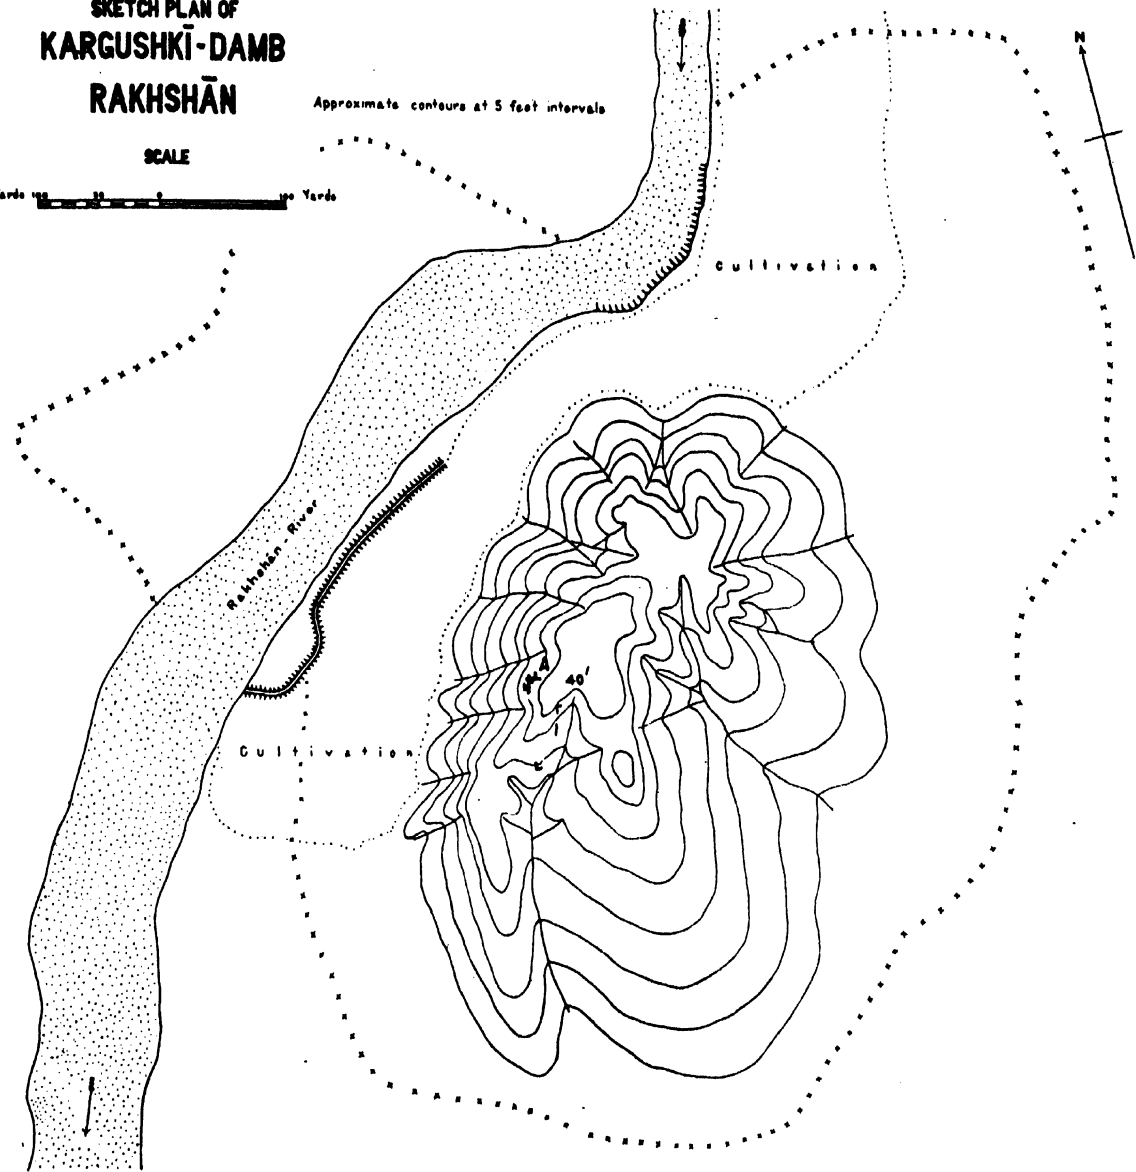 SKETCH PLAN OF
KARGUSHKĪ-DAMB
RAKHSHĀN
Approximate contours at 5 feet intervals
SCALE
Yards 100 50 0 100 Yards
N
Cultivation
Rakhshān River
A
40'
Cultivation